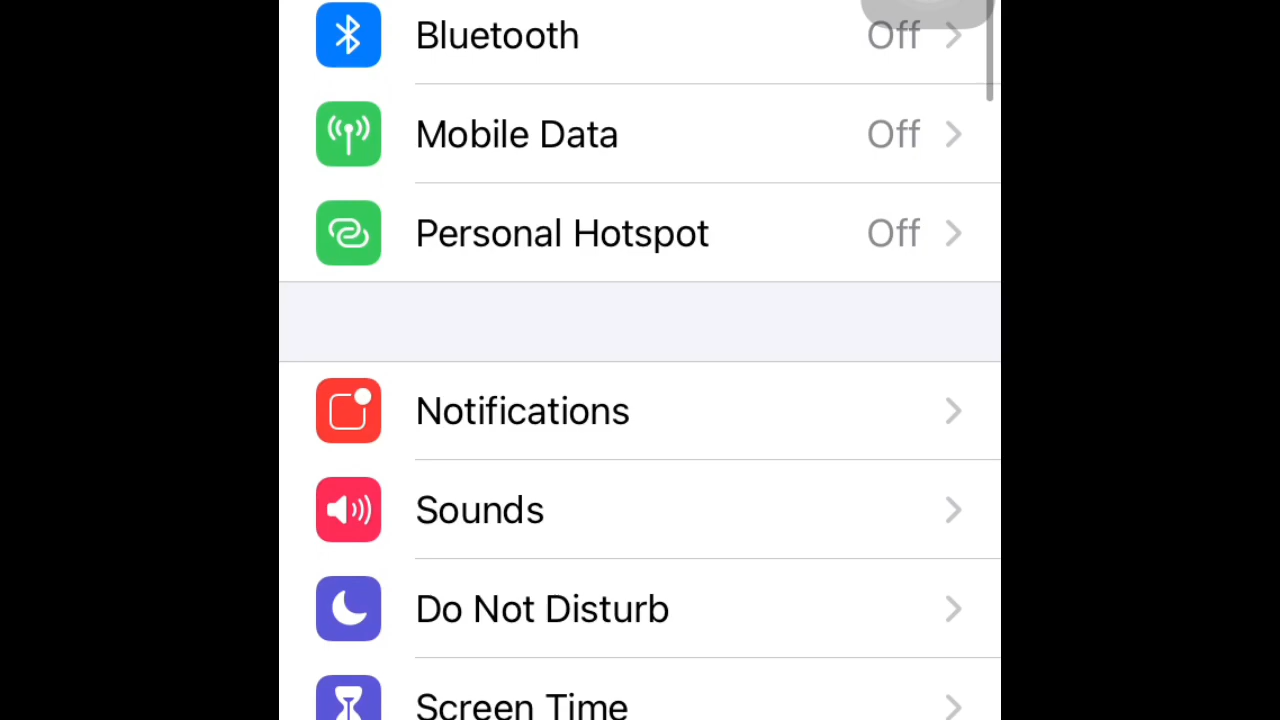 Bluetooth Off
Mobile Data Off
Personal Hotspot Off
Notifications
Sounds
Do Not Disturb
Screen Time